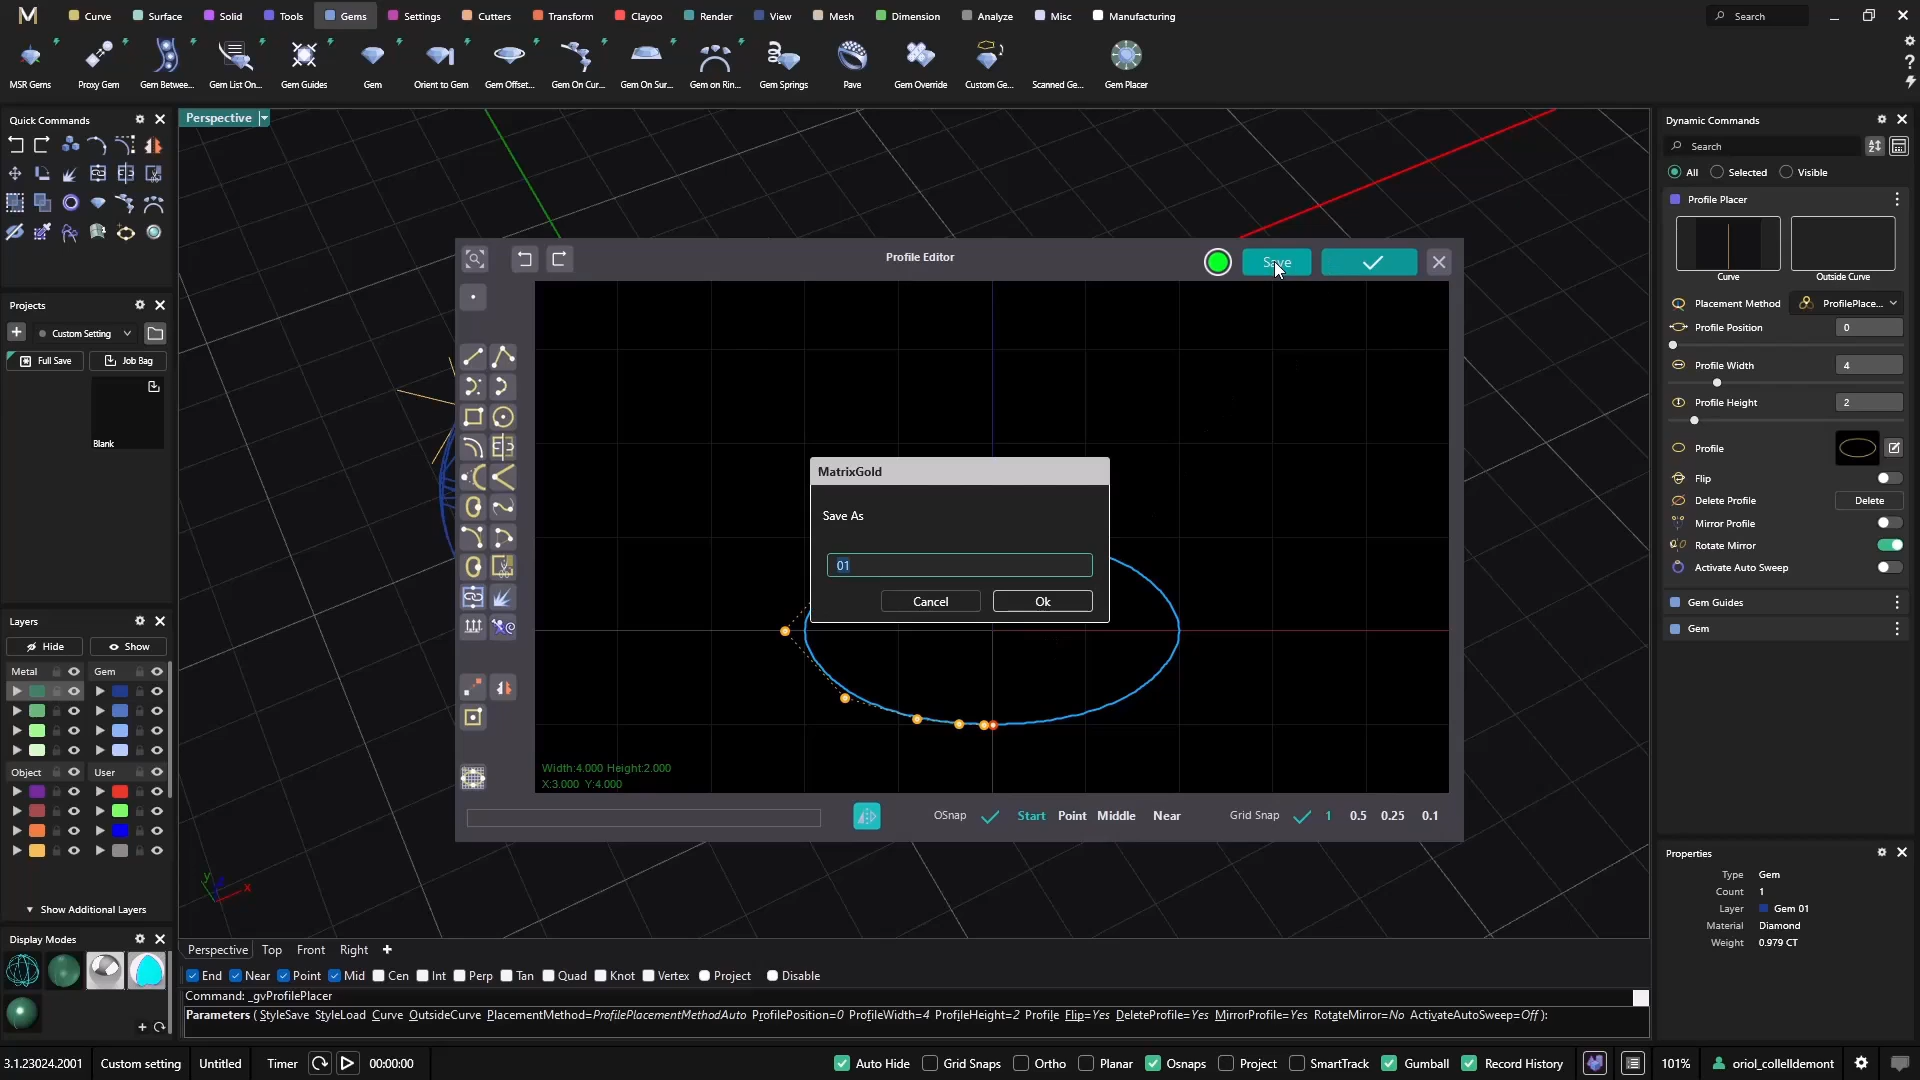 M Curve Surface Solid Tools Gems Settings Cutters Transform Clayoo Render View Mesh Dimension Analyze Misc Manufacturing Search
MSR Gems Proxy Gem Gem Betwee... Gem List On... Gem Guides Gem Orient to Gem Gem Offset... Gem On Cur... Gem On Sur... Gem on Rin... Gem Springs Pave Gem Override Custom Ge... Scanned Ge... Gem Placer
Quick Commands
Projects
Custom Setting
Full Save Job Bag
Blank
Layers
Hide Show
Metal Gem
Object User
Show Additional Layers
Display Modes
Perspective
Profile Editor
Save
MatrixGold
Save As
01
Cancel Ok
Width:4.000 Height:2.000
X:3.000 Y:4.000
OSnap Start Point Middle Near Grid Snap 1 0.5 0.25 0.1
y x
Perspective Top Front Right
End Near Point Mid Cen Int Perp Tan Quad Knot Vertex Project Disable
Command: _gvProfilePlacer
Parameters ( StyleSave StyleLoad Curve OutsideCurve PlacementMethod=ProfilePlacementMethodAuto ProfilePosition=0 ProfileWidth=4 ProfileHeight=2 Profile Flip=Yes DeleteProfile=Yes MirrorProfile=Yes RotateMirror=No ActivateAutoSweep=Off ):
Dynamic Commands
Search
All Selected Visible
Profile Placer
Curve Outside Curve
Placement Method ProfilePlace...
Profile Position 0
Profile Width 4
Profile Height 2
Profile
Flip
Delete Profile Delete
Mirror Profile
Rotate Mirror
Activate Auto Sweep
Gem Guides
Gem
Properties
Type Gem
Count 1
Layer Gem 01
Material Diamond
Weight 0.979 CT
3.1.23024.2001 Custom setting Untitled Timer 00:00:00 Auto Hide Grid Snaps Ortho Planar Osnaps Project SmartTrack Gumball Record History 101% oriol_collelldemont